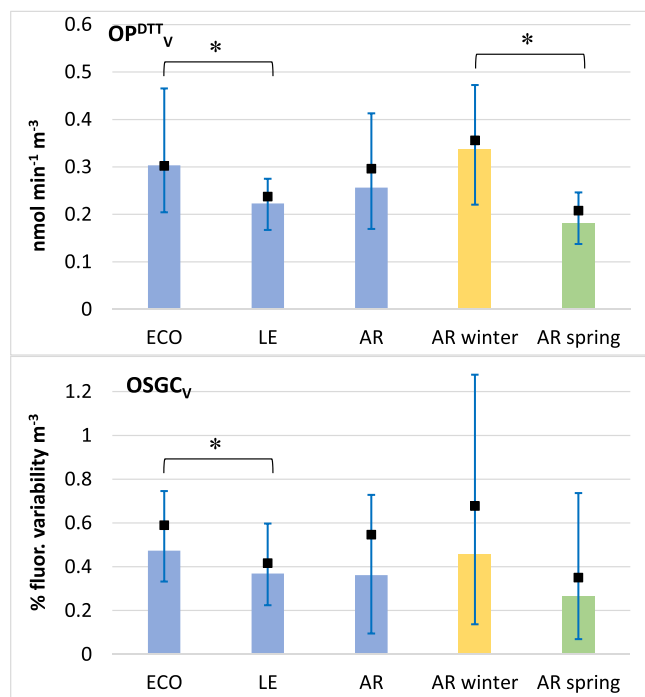 0.6
OPᴰᵀᵀᵥ
* *
0.5
0.4
0.3
0.2
0.1
0
nmol min⁻¹ m⁻³
ECO LE AR AR winter AR spring
1.2
OSGCᵥ
1
*
0.8
0.6
0.4
0.2
0
% fluor. variability m⁻³
ECO LE AR AR winter AR spring